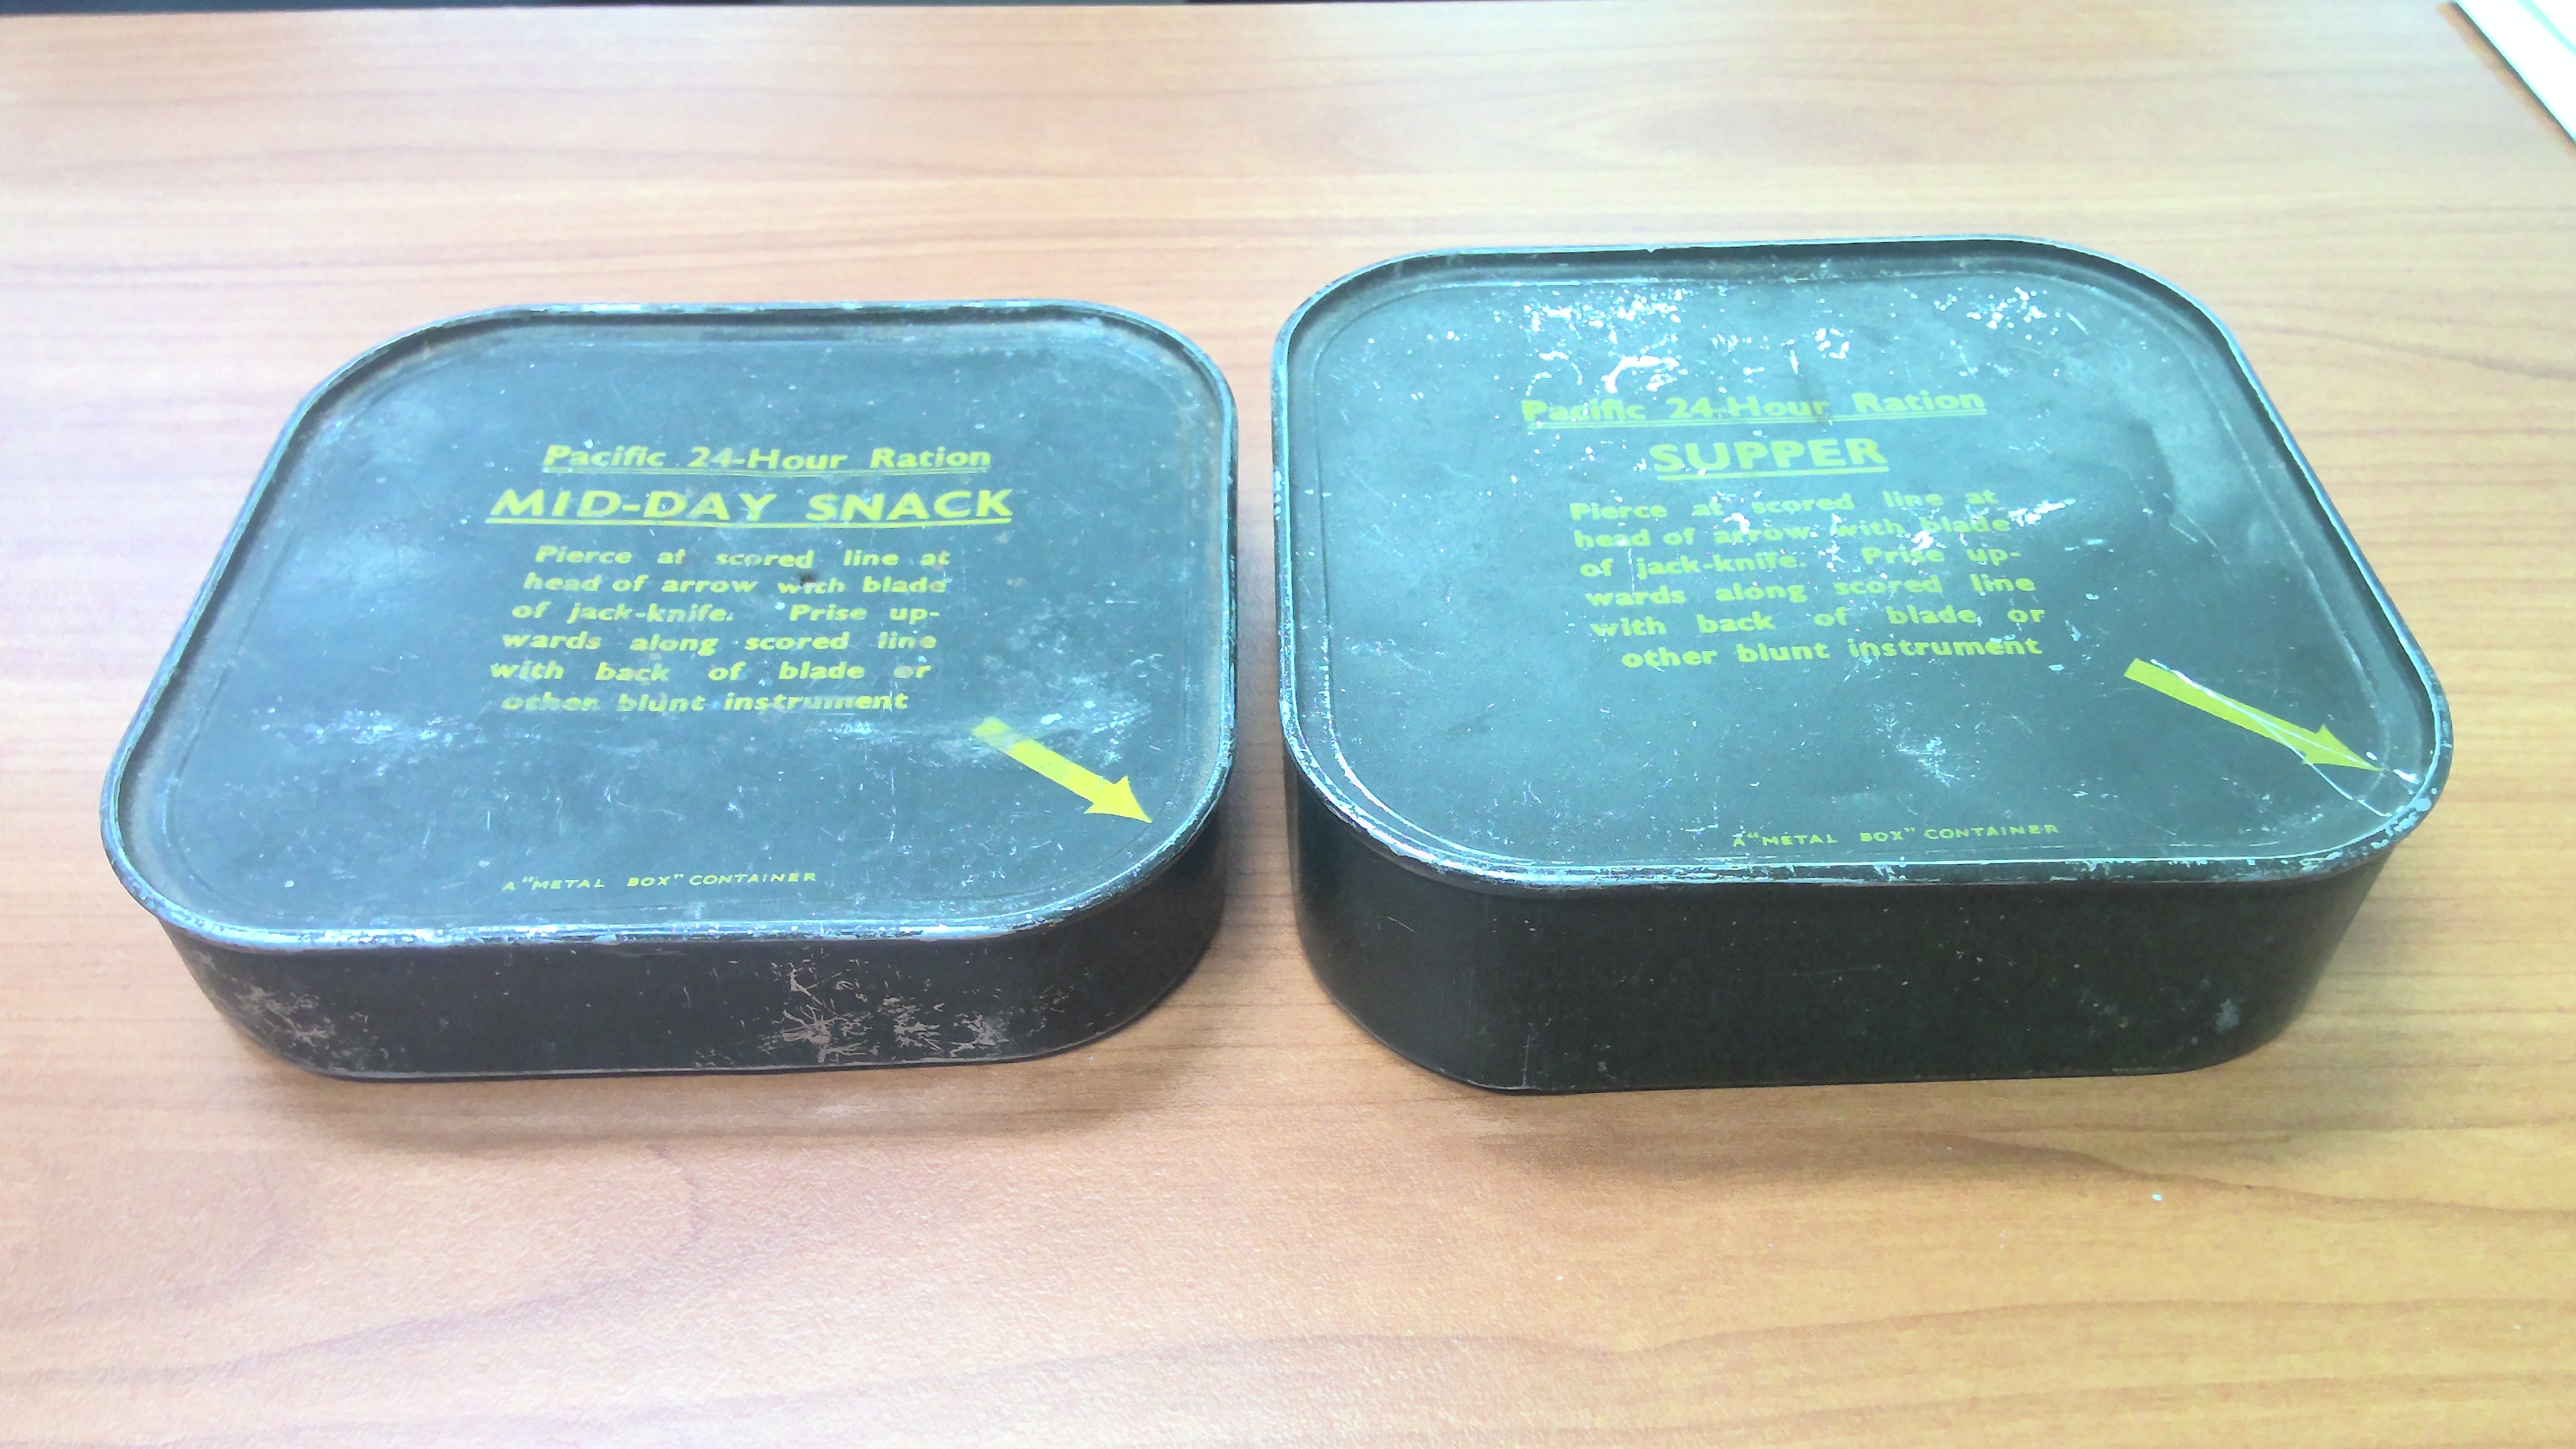 Pacific 24-Hour Ration
MID-DAY SNACK
Pierce at scored line at
head of arrow with blade
of jack-knife. Prise up-
wards along scored line
with back of blade or
other blunt instrument
A "METAL BOX" CONTAINER
Pacific 24-Hour Ration
SUPPER
Pierce at scored line at
head of arrow with blade
of jack-knife. Prise up-
wards along scored line
with back of blade or
other blunt instrument
A "METAL BOX" CONTAINER